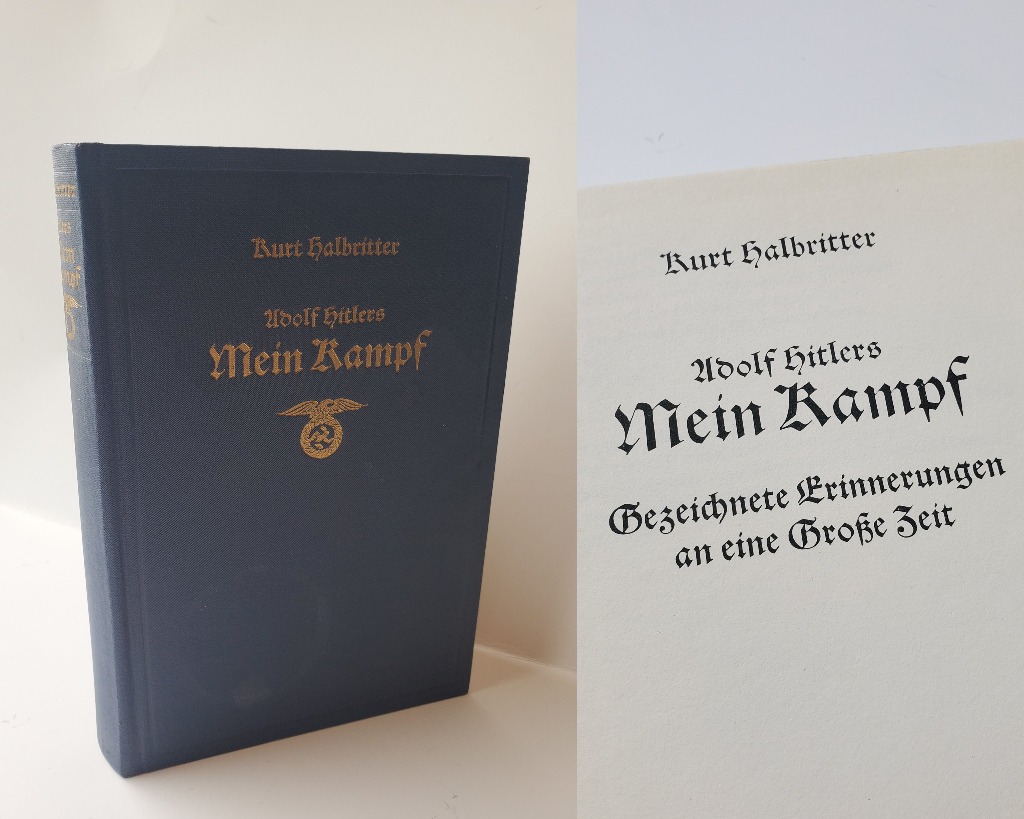 Kurt Halbritter
Adolf Hitlers
Mein Kampf
Kurt Halbritter
Adolf Hitlers
Mein Kampf
Gezeichnete Erinnerungen
an eine Große Zeit